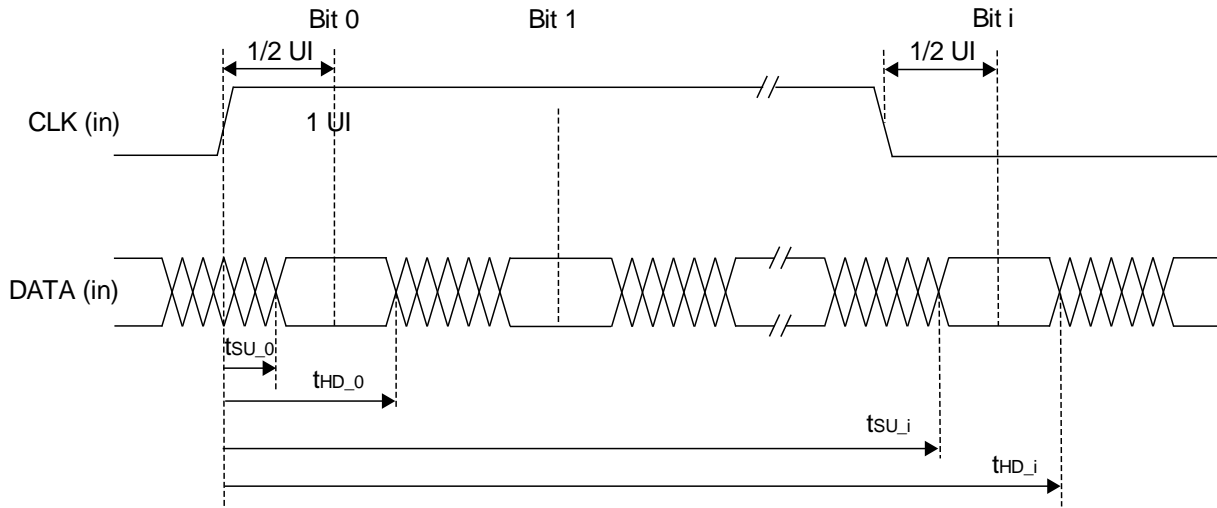 Bit 0 Bit 1 Bit i
1/2 UI 1/2 UI
CLK (in) 1 UI
DATA (in)
tSU_0
tHD_0
tSU_i
tHD_i